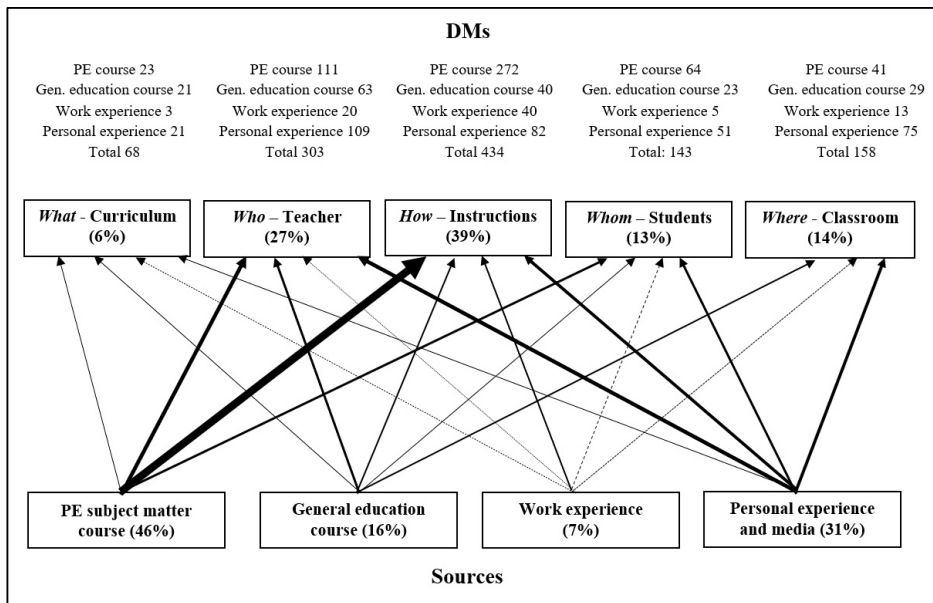 DMs
PE course 23
Gen. education course 21
Work experience 3
Personal experience 21
Total 68
PE course 111
Gen. education course 63
Work experience 20
Personal experience 109
Total 303
PE course 272
Gen. education course 40
Work experience 40
Personal experience 82
Total 434
PE course 64
Gen. education course 23
Work experience 5
Personal experience 51
Total: 143
PE course 41
Gen. education course 29
Work experience 13
Personal experience 75
Total 158
What - Curriculum
(6%)
Who – Teacher
(27%)
How – Instructions
(39%)
Whom – Students
(13%)
Where - Classroom
(14%)
PE subject matter
course (46%)
General education
course (16%)
Work experience
(7%)
Personal experience
and media (31%)
Sources